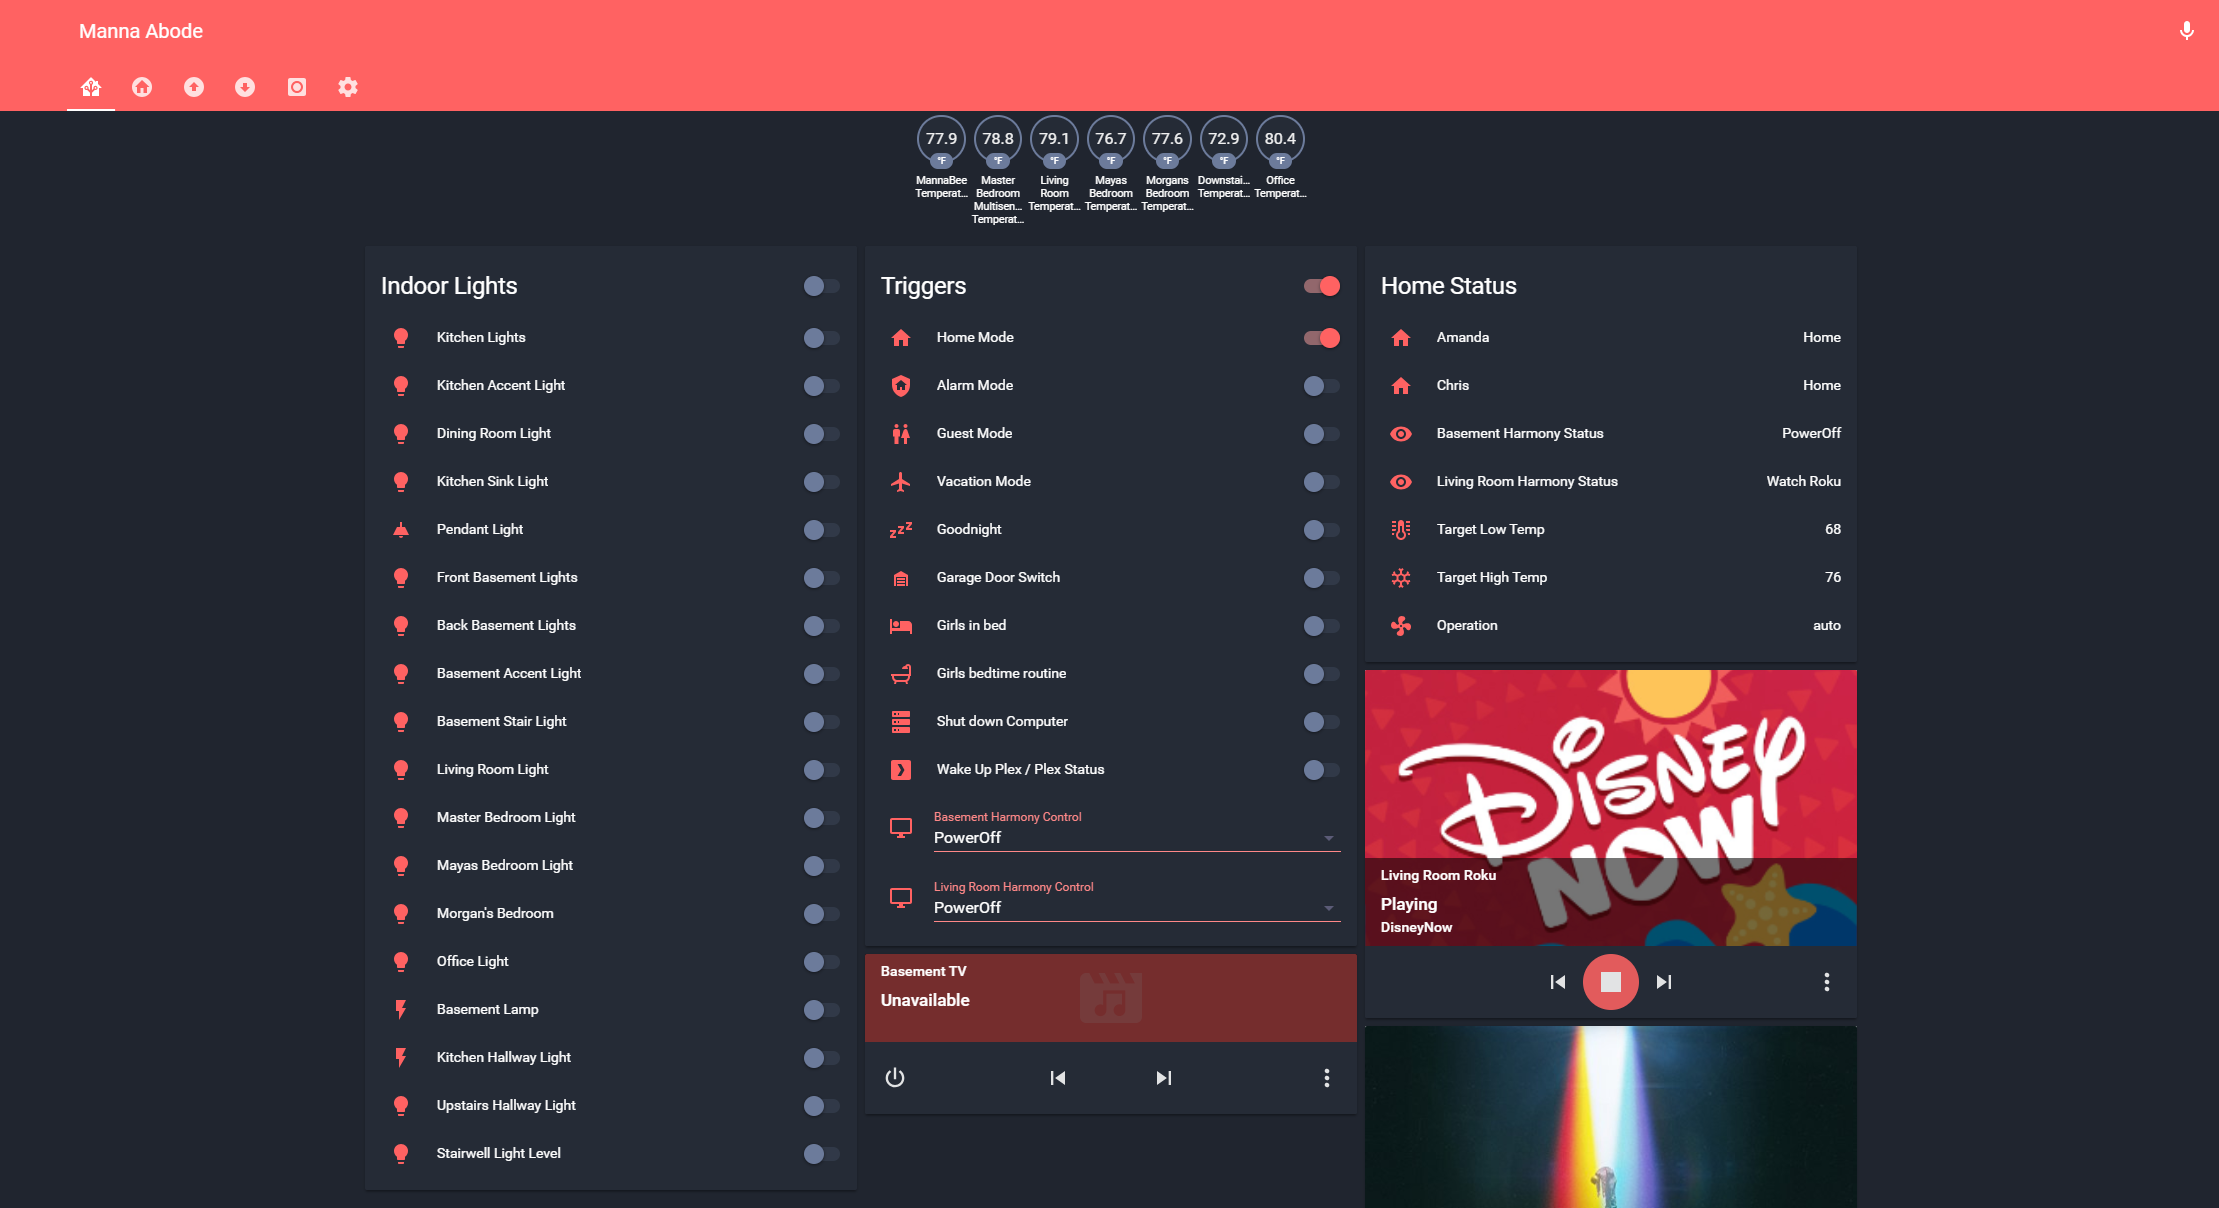 Manna Abode
77.9
°F
MannaBee
Temperat...
78.8
°F
Master
Bedroom
Multisen...
Temperat...
79.1
°F
Living
Room
Temperat...
76.7
°F
Mayas
Bedroom
Temperat...
77.6
°F
Morgans
Bedroom
Temperat...
72.9
°F
Downstai...
Temperat...
80.4
°F
Office
Temperat...
Indoor Lights
Kitchen Lights
Kitchen Accent Light
Dining Room Light
Kitchen Sink Light
Pendant Light
Front Basement Lights
Back Basement Lights
Basement Accent Light
Basement Stair Light
Living Room Light
Master Bedroom Light
Mayas Bedroom Light
Morgan's Bedroom
Office Light
Basement Lamp
Kitchen Hallway Light
Upstairs Hallway Light
Stairwell Light Level
Triggers
Home Mode
Alarm Mode
Guest Mode
Vacation Mode
Goodnight
Garage Door Switch
Girls in bed
Girls bedtime routine
Shut down Computer
Wake Up Plex / Plex Status
Basement Harmony Control
PowerOff
Living Room Harmony Control
PowerOff
Basement TV
Unavailable
Home Status
Amanda Home
Chris Home
Basement Harmony Status PowerOff
Living Room Harmony Status Watch Roku
Target Low Temp 68
Target High Temp 76
Operation auto
Disney
NOW
Living Room Roku
Playing
DisneyNow